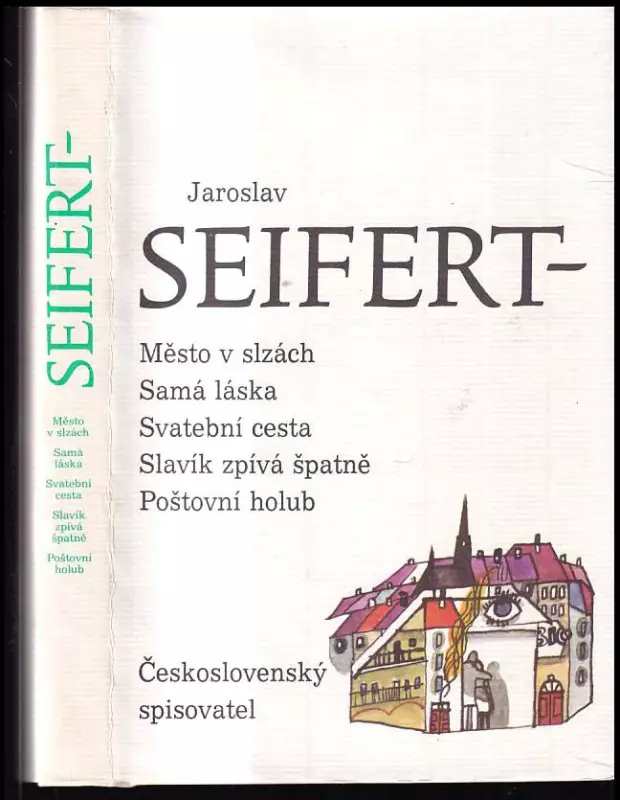 SEIFERT-
Město
v slzách
Samá
láska
Svatební
cesta
Slavík
zpívá
špatně
Poštovní
holub
Jaroslav
SEIFERT-
Město v slzách
Samá láska
Svatební cesta
Slavík zpívá špatně
Poštovní holub
BIO
Československý
spisovatel